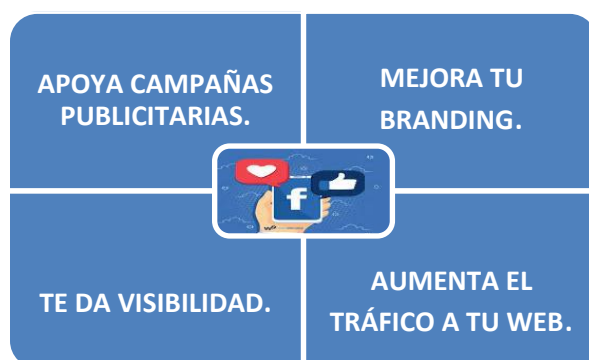 APOYA CAMPAÑAS
PUBLICITARIAS.
MEJORA TU
BRANDING.
f
TE DA VISIBILIDAD.
AUMENTA EL
TRÁFICO A TU WEB.